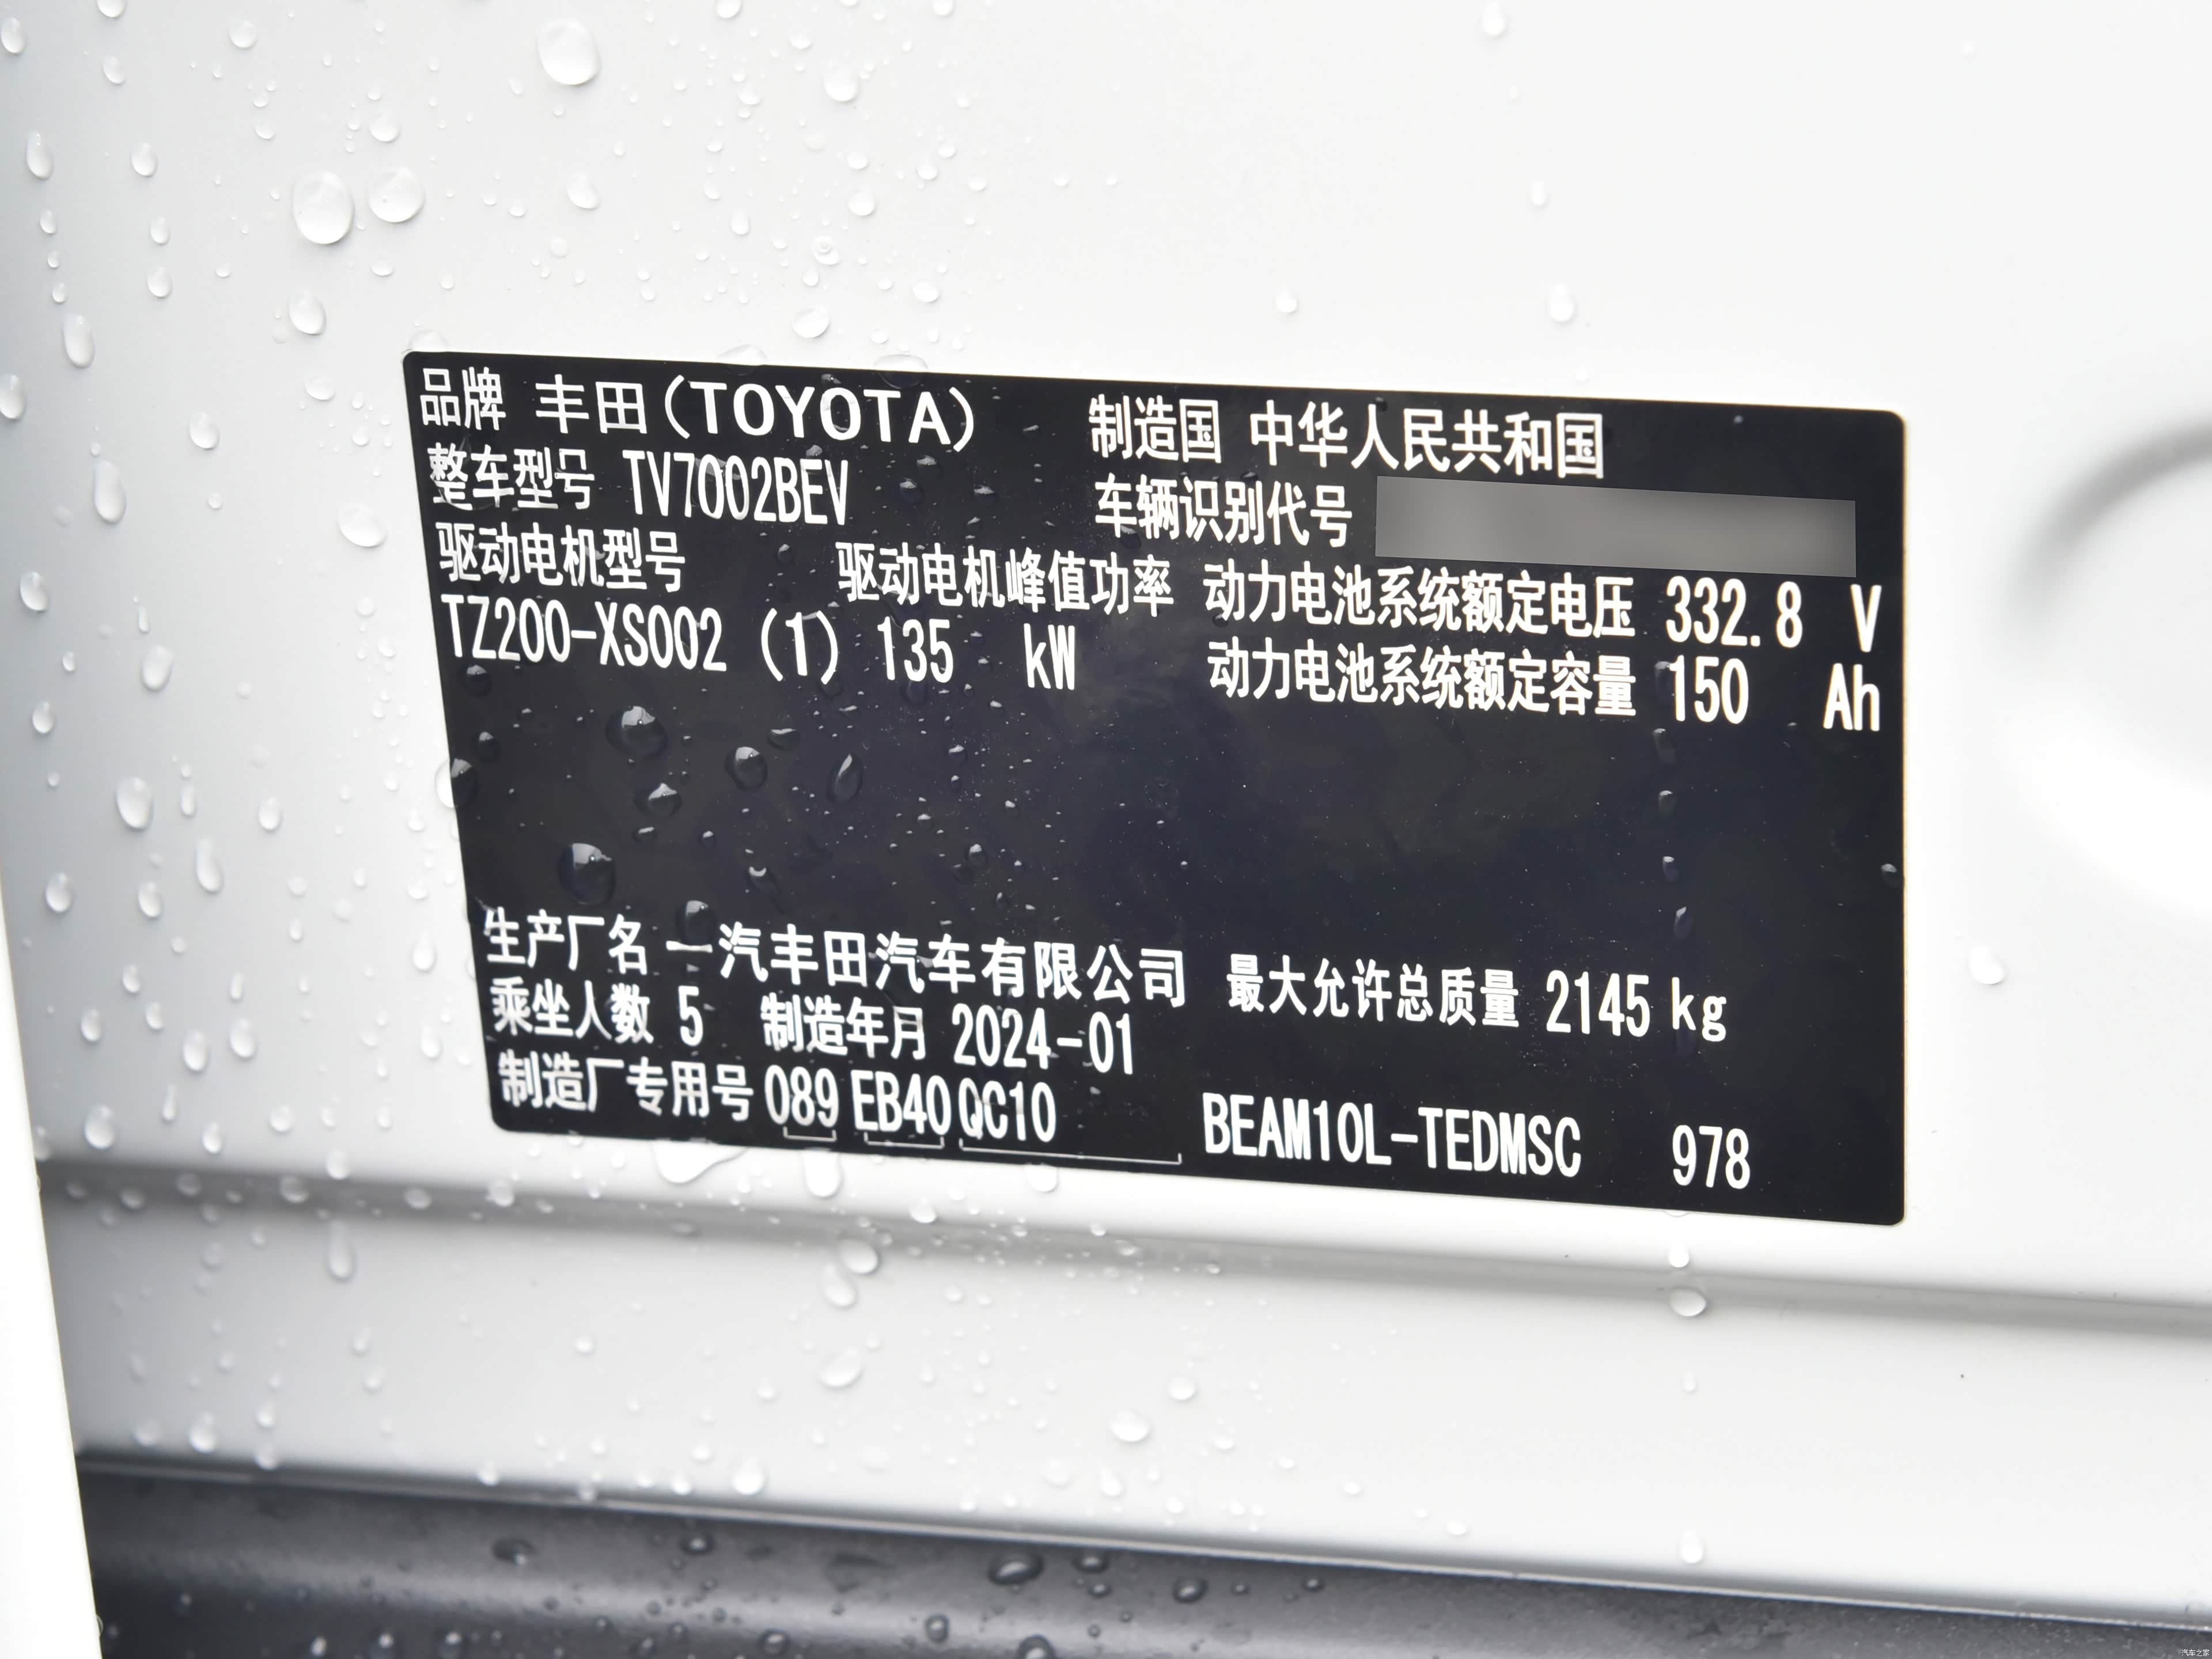 品牌 丰田(TOYOTA) 制造国 中华人民共和国
整车型号 TV7002BEV 车辆识别代号
驱动电机型号 驱动电机峰值功率 动力电池系统额定电压 332.8 V
TZ200-XS002 (1) 135 kW 动力电池系统额定容量 150 Ah
生产厂名 一汽丰田汽车有限公司 最大允许总质量 2145 kg
乘坐人数 5 制造年月 2024-01
制造厂专用号 089 EB40 QC10 BEAM10L-TEDMSC 978
汽车之家